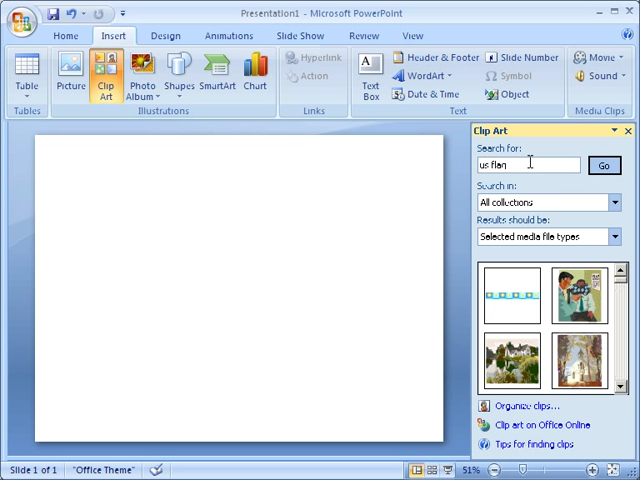 Presentation1 - Microsoft PowerPoint
Home Insert Design Animations Slide Show Review View
Table
Tables
Picture
Clip Art
Photo Album
Shapes
SmartArt
Chart
Illustrations
Hyperlink
Action
Links
Text Box
Header & Footer
WordArt
Date & Time
Slide Number
Symbol
Object
Text
Movie
Sound
Media Clips
Clip Art
Search for:
us flag
Go
Search in:
All collections
Results should be:
Selected media file types
Organize clips...
Clip art on Office Online
Tips for finding clips
Slide 1 of 1 "Office Theme" 51%